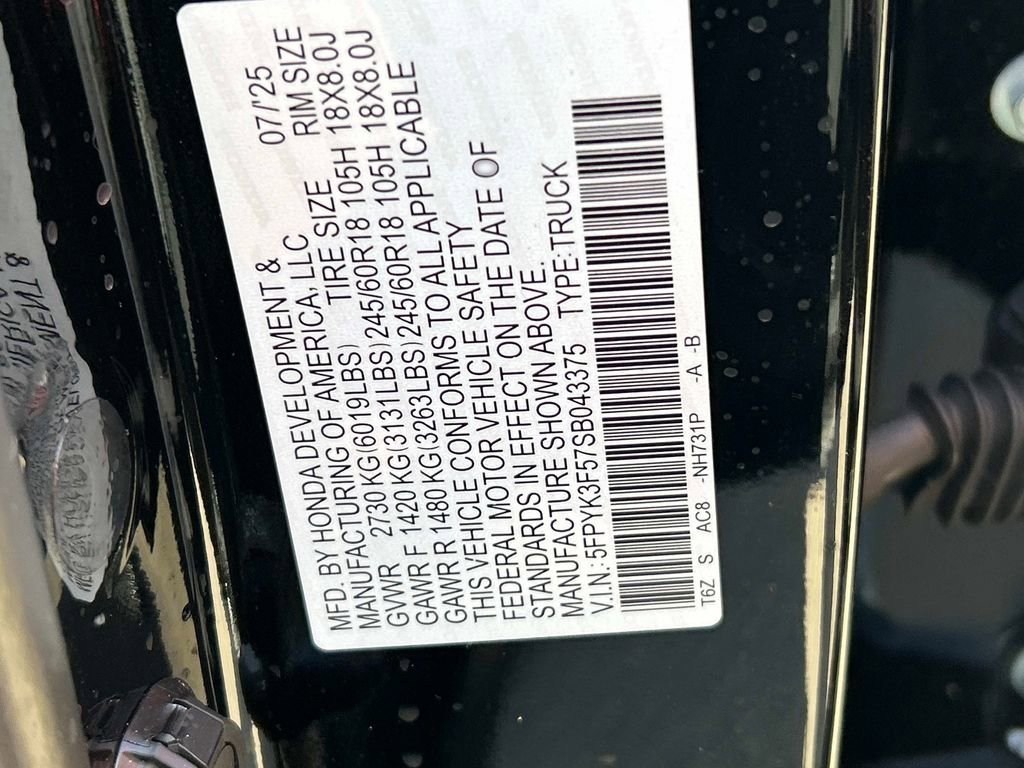 MFD. BY HONDA DEVELOPMENT & 07/'25
MANUFACTURING OF AMERICA, LLC
TIRE SIZE RIM SIZE
GVWR 2730 KG (6019LBS)
GAWR F 1420 KG (3131LBS) 245/60R18 105H 18X8.0J
GAWR R 1480 KG (3263LBS) 245/60R18 105H 18X8.0J
THIS VEHICLE CONFORMS TO ALL APPLICABLE
FEDERAL MOTOR VEHICLE SAFETY
STANDARDS IN EFFECT ON THE DATE OF
MANUFACTURE SHOWN ABOVE.
V.I.N.: 5FPYK3F57SB043375 TYPE:TRUCK
T6Z S AC8 -NH731P -A -B